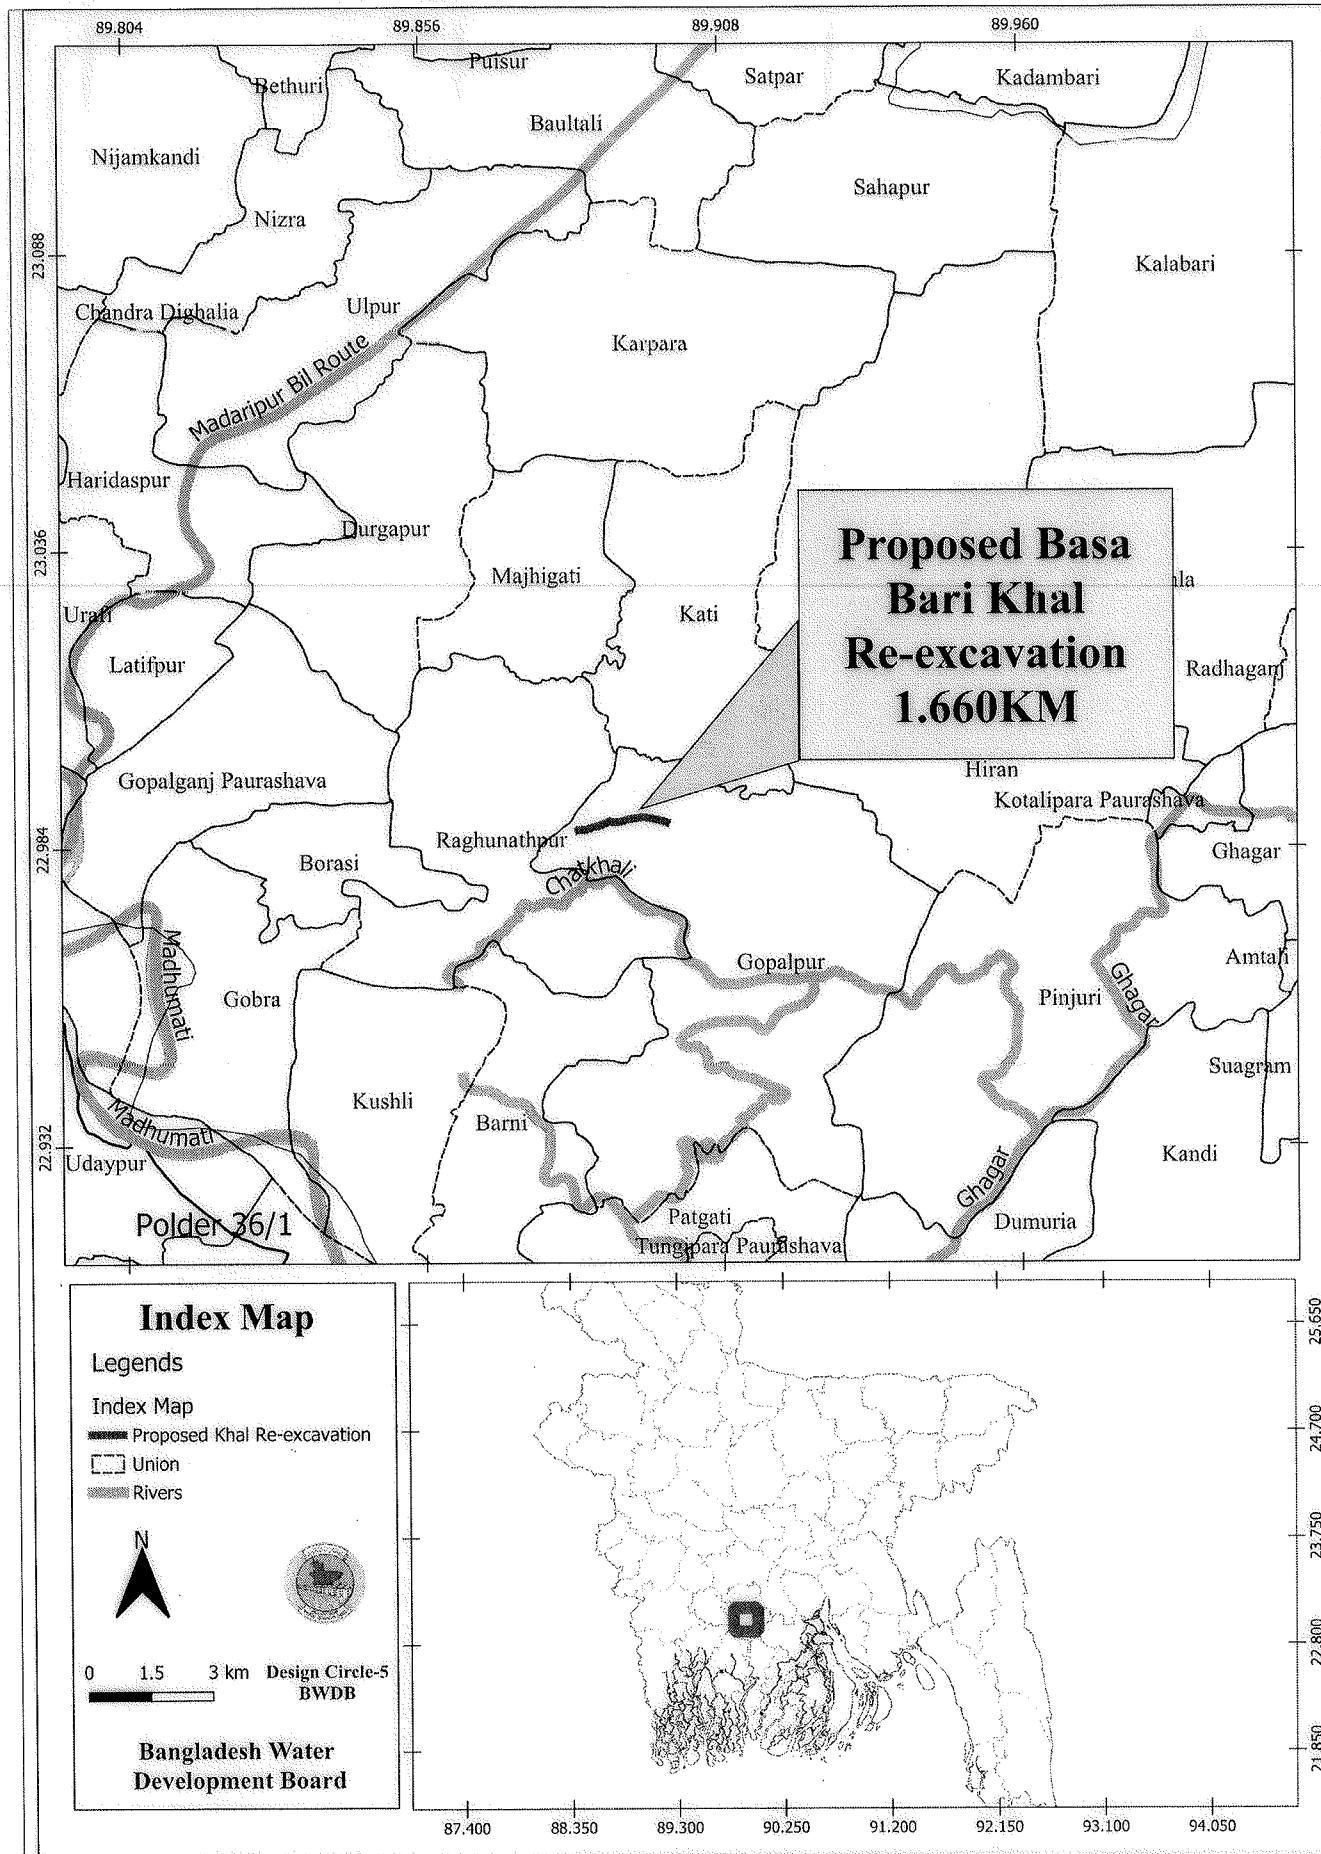 89.804
89.856
89.908
89.960
Puisur
Bethuri
Satpar
Kadambari
Baultali
Nijamkandi
Sahapur
Nizra
23.088
Kalabari
Chandra Dighalia
Ulpur
Karpara
Madaripur Bil Route
Haridaspur
Durgapur
23.036
Majhigati
Kati
Proposed Basa
Bari Khal
Re-excavation
1.660KM
Urafi
Latifpur
Radhaganj
Gopalganj Paurashava
Hiran
Kotalipara Paurashava
Raghunathpur
22.984
Borasi
Ghagar
Chatkhali
Madhumati
Gopalpur
Amtali
Gobra
Pinjuri
Ghagar
Suagram
Kushli
Barni
Madhumati
22.932
Udaypur
Kandi
Ghagar
Polder 36/1
Patgati
Dumuria
Tungipara Paurashava
Index Map
Legends
Index Map
Proposed Khal Re-excavation
Union
Rivers
N
0 1.5 3 km
Design Circle-5
BWDB
Bangladesh Water
Development Board
25.650
24.700
23.750
22.800
21.850
87.400
88.350
89.300
90.250
91.200
92.150
93.100
94.050